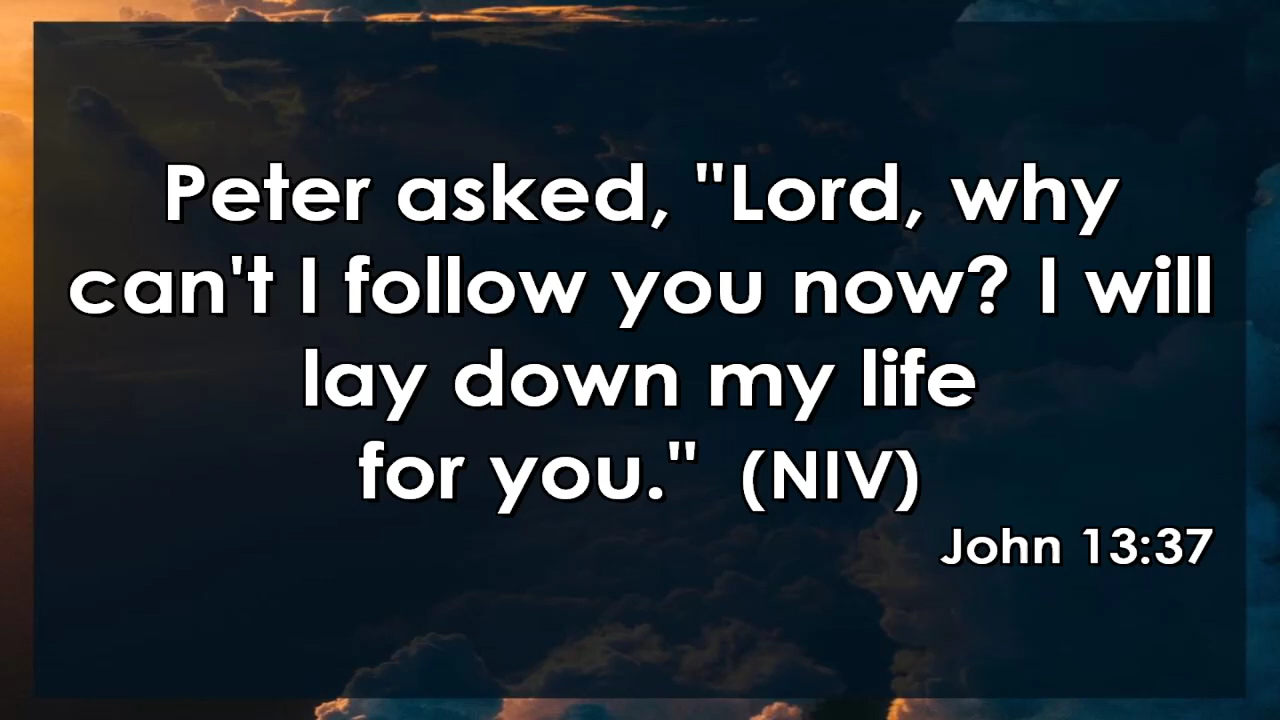 Peter asked, "Lord, why
can't I follow you now? I will
lay down my life
for you." (NIV)
John 13:37